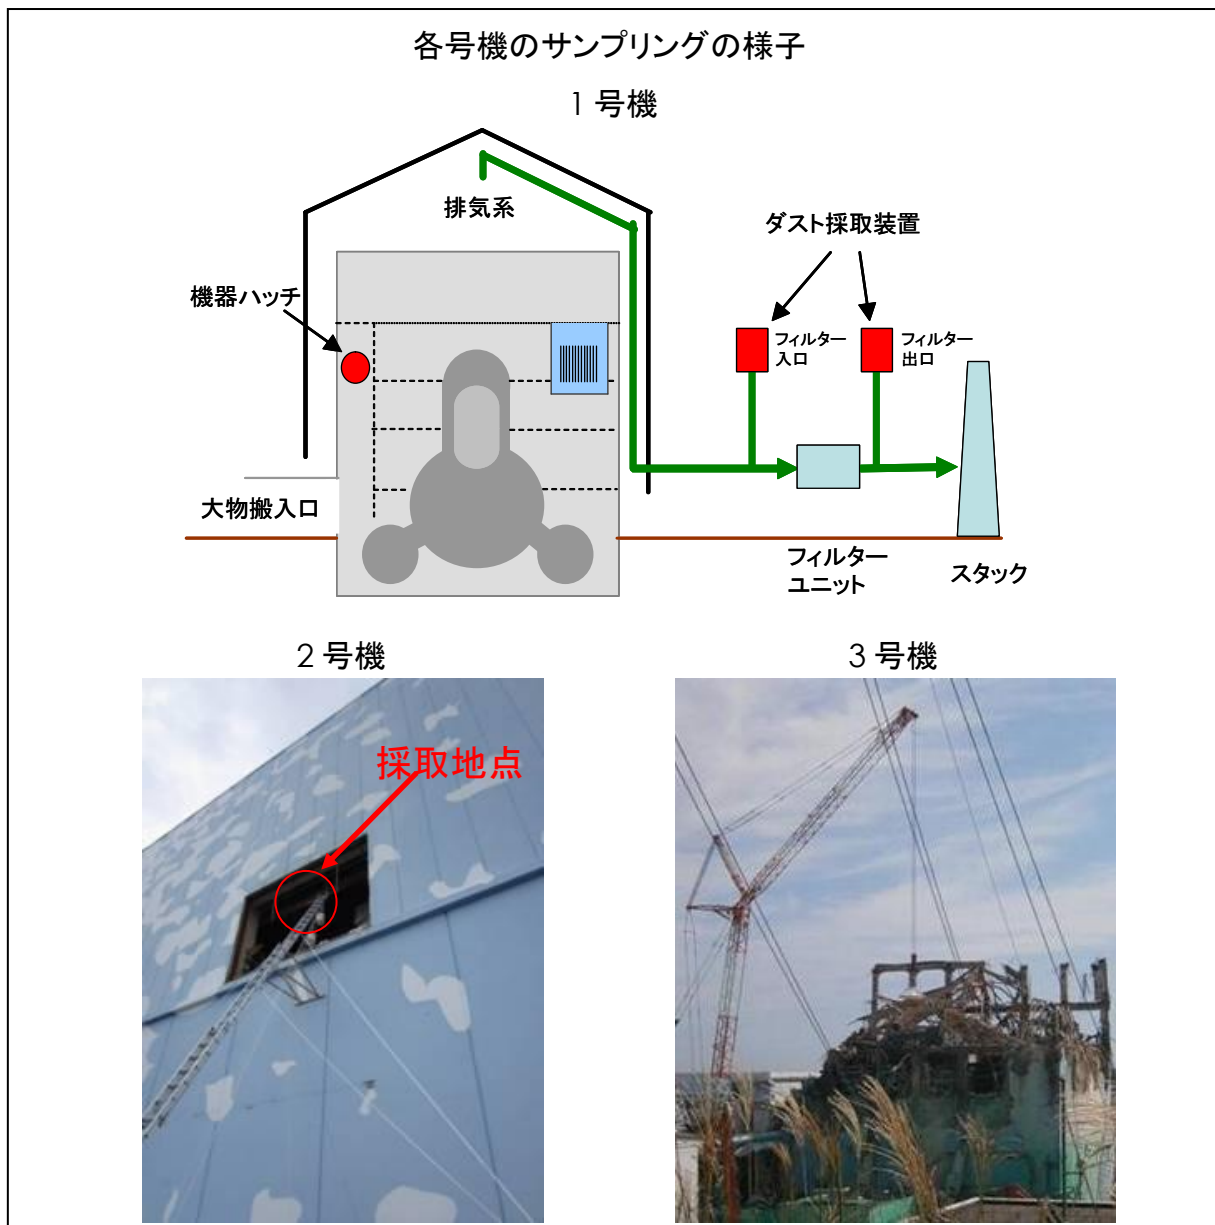 各号機のサンプリングの様子
1 号機
排気系
ダスト採取装置
機器ハッチ
フィルター
入口
フィルター
出口
大物搬入口
フィルター
ユニット
スタック
2 号機
3 号機
採取地点